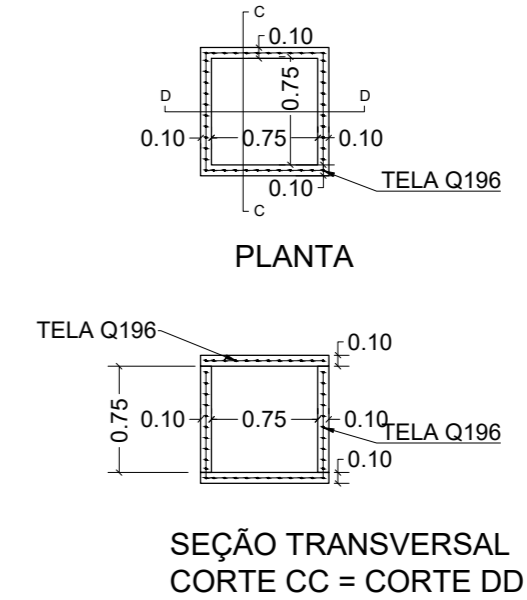 C
0.10
0.75
D D
0.10 0.75 0.10
0.10 TELA Q196
C
PLANTA
TELA Q196
0.10
0.75
0.10 0.75 0.10
TELA Q196
0.10
SEÇÃO TRANSVERSAL
CORTE CC = CORTE DD